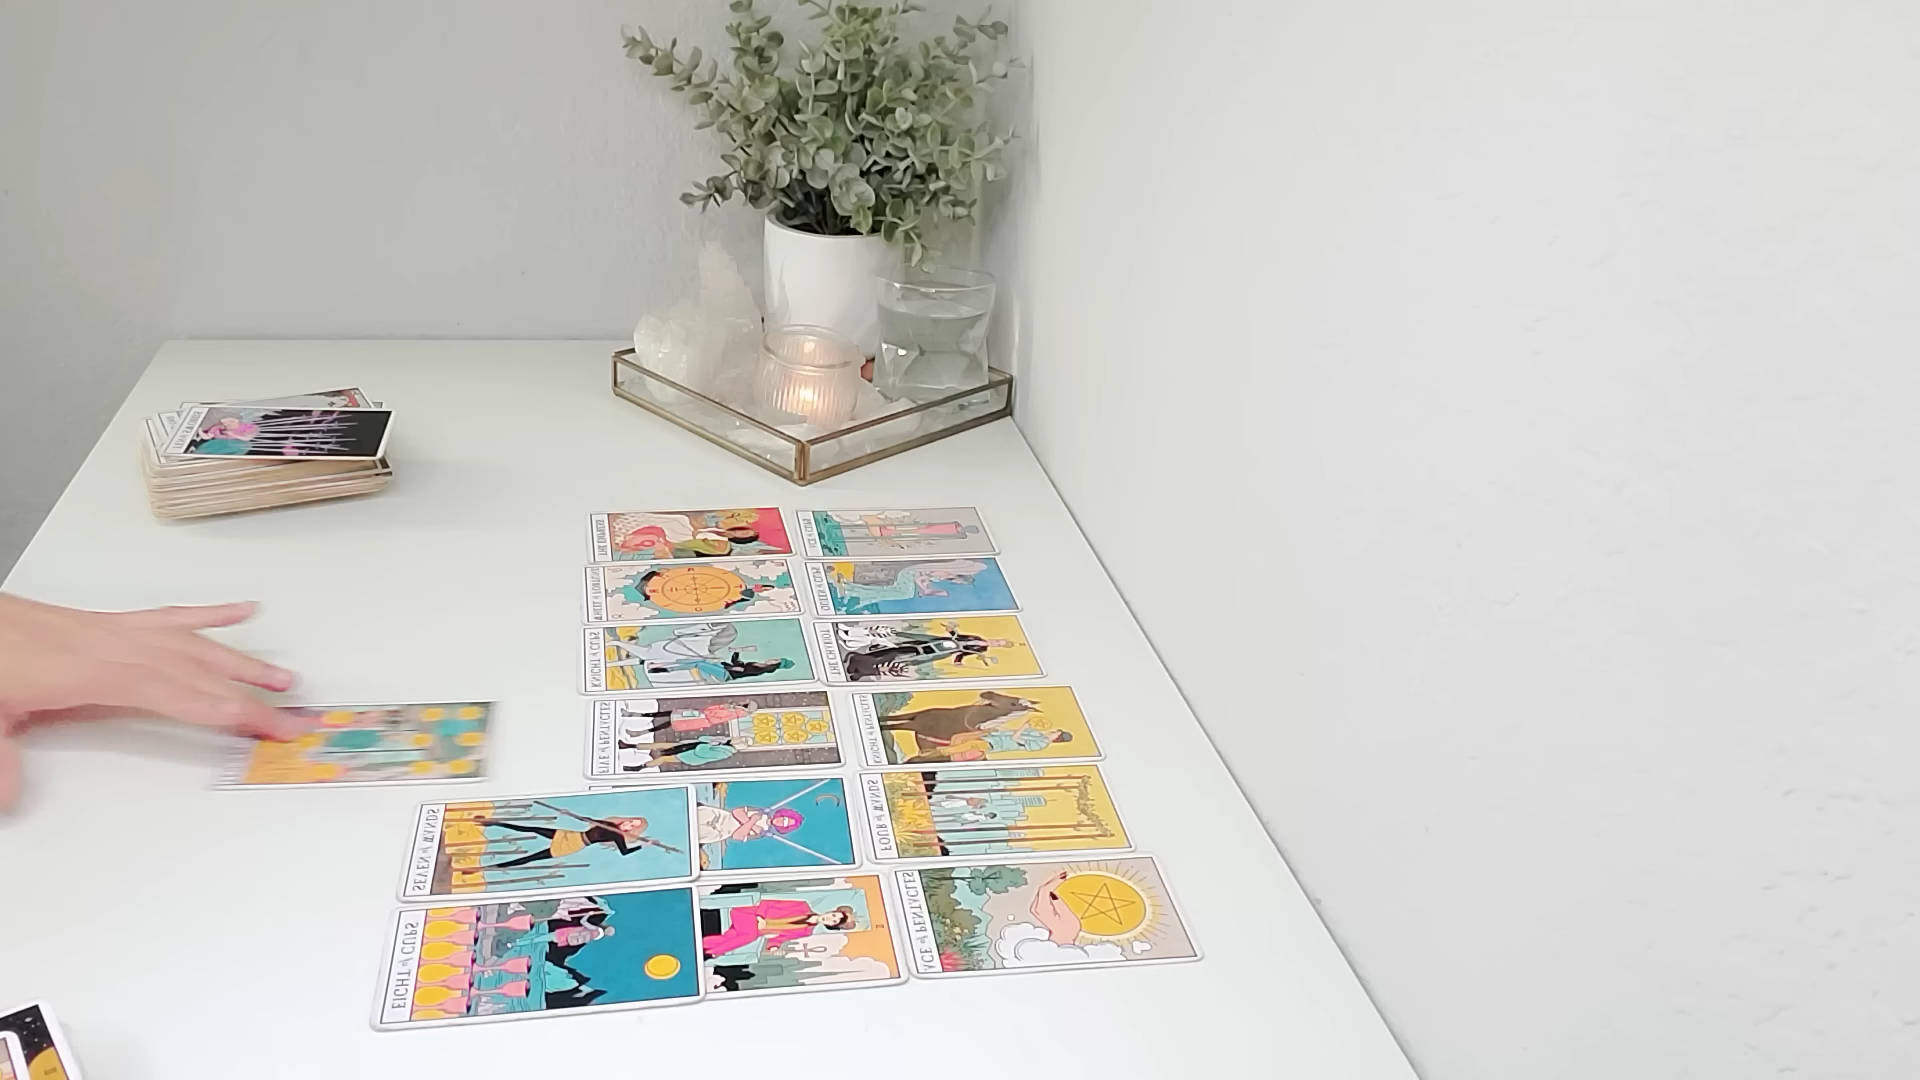 THE EMPRESS
ACE of CUPS
WHEEL of FORTUNE
QUEEN of CUPS
KNIGHT of CUPS
THE CHARIOT
FIVE of PENTACLES
KNIGHT of PENTACLES
SEVEN of WANDS
FOUR of WANDS
EIGHT of CUPS
ACE of PENTACLES